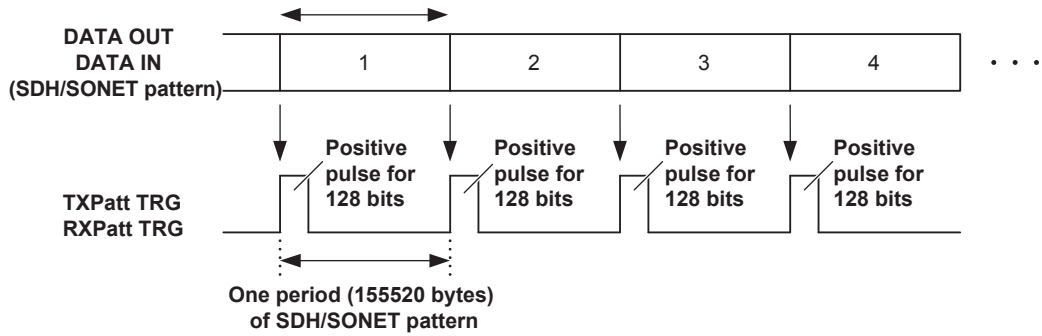 DATA OUT
DATA IN
(SDH/SONET pattern)
1 2 3 4 · · ·
Positive
pulse for
128 bits
Positive
pulse for
128 bits
Positive
pulse for
128 bits
Positive
pulse for
128 bits
TXPatt TRG
RXPatt TRG
One period (155520 bytes)
of SDH/SONET pattern